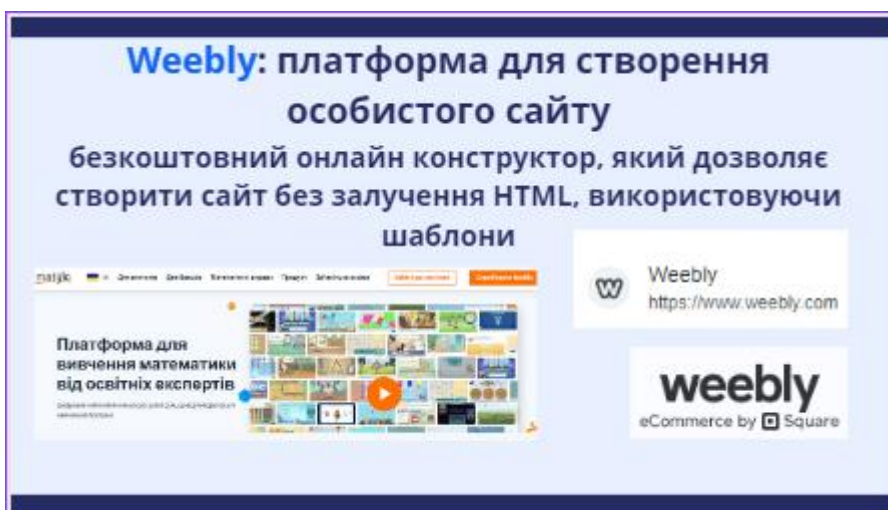 Weebly: платформа для створення
особистого сайту
безкоштовний онлайн конструктор, який дозволяє
створити сайт без залучення HTML, використовуючи
шаблони
Weebly
https://www.weebly.com
Платформа для
вивчення математики
від освітніх експертів
weebly
eCommerce by Square